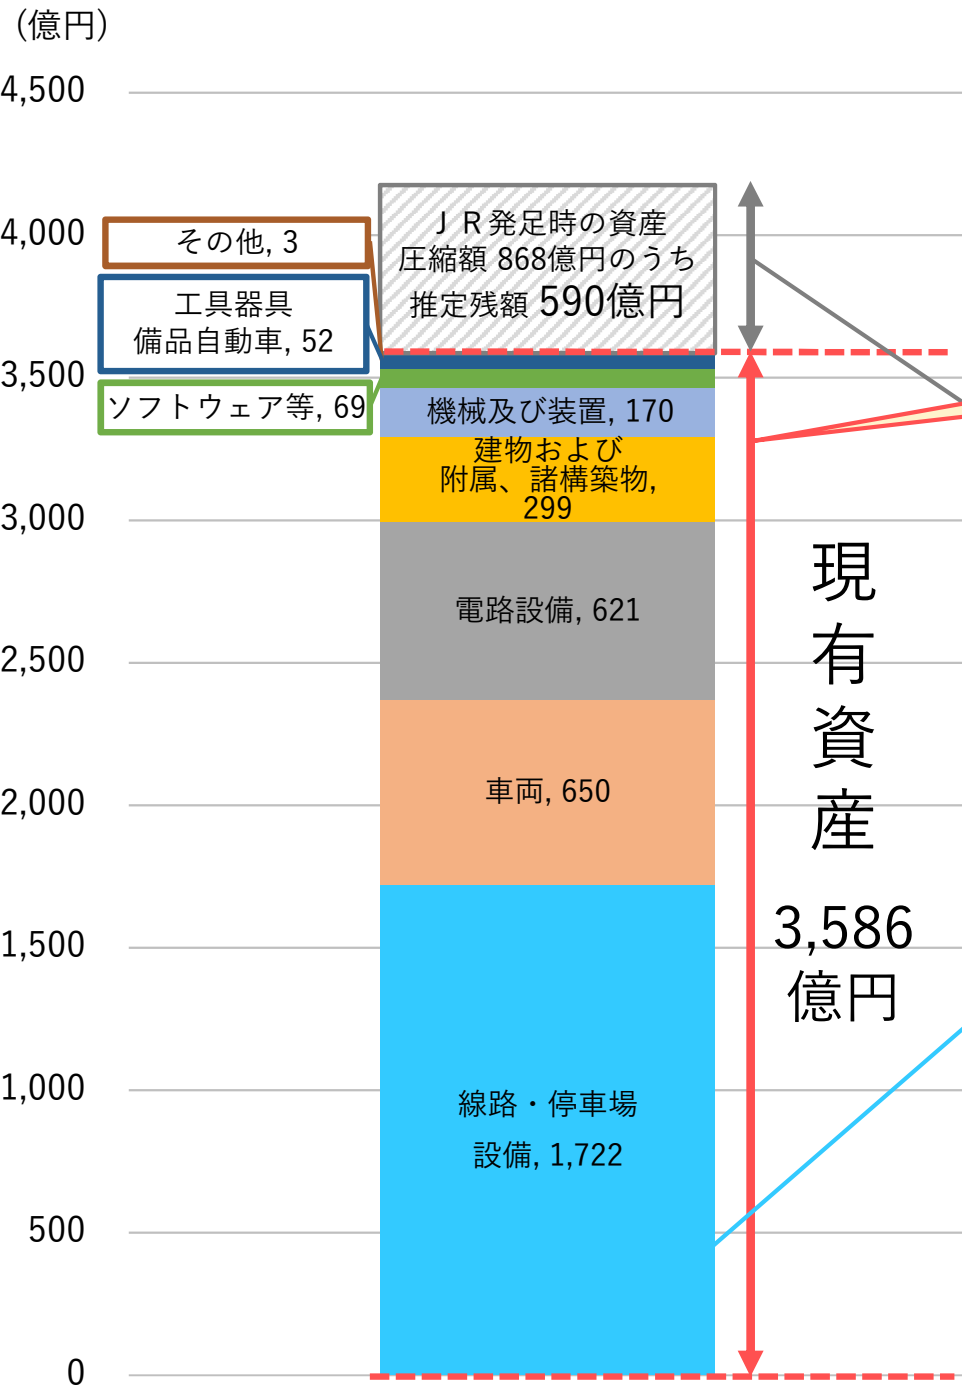 (億円)
4,500
4,000
3,500
3,000
2,500
2,000
1,500
1,000
500
0
ＪＲ発足時の資産
圧縮額 868億円のうち
推定残額 590億円
その他, 3
工具器具
備品自動車, 52
ソフトウェア等, 69
機械及び装置, 170
建物および
附属、諸構築物,
299
電路設備, 621
車両, 650
線路・停車場
設備, 1,722
現
有
資
産
3,586
億円